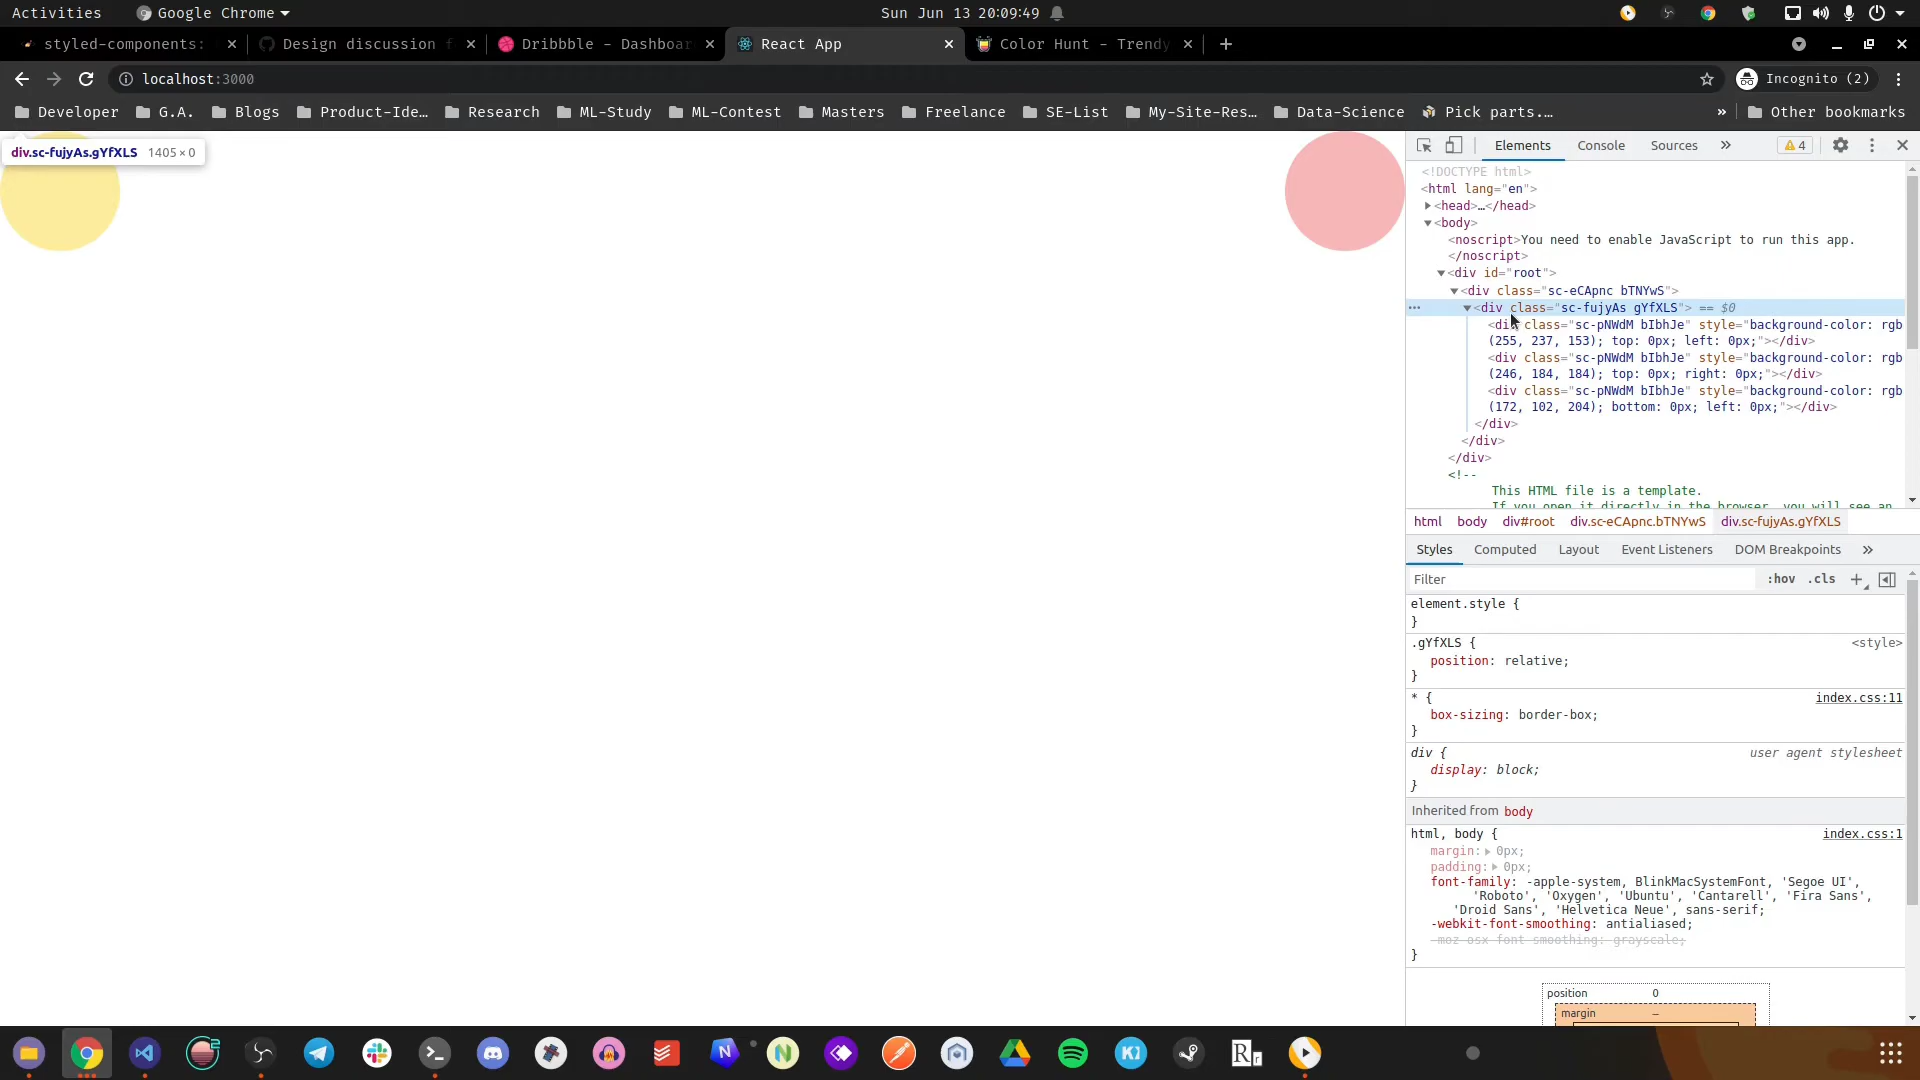 Activities Google Chrome Sun Jun 13 20:09:49
styled-components: Design discussion f Dribbble - Dashboar React App Color Hunt - Trendy
localhost:3000 Incognito (2)
Developer G.A. Blogs Product-Ide… Research ML-Study ML-Contest Masters Freelance SE-List My-Site-Res… Data-Science Pick parts.… » Other bookmarks
div.sc-fujyAs.gYfXLS 1405 × 0
Elements Console Sources » 4
<!DOCTYPE html>
<html lang="en">
<head>…</head>
<body>
<noscript>You need to enable JavaScript to run this app.
</noscript>
<div id="root">
<div class="sc-eCApnc bTNYwS">
<div class="sc-fujyAs gYfXLS"> == $0
<div class="sc-pNWdM bIbhJe" style="background-color: rgb
(255, 237, 153); top: 0px; left: 0px;"></div>
<div class="sc-pNWdM bIbhJe" style="background-color: rgb
(246, 184, 184); top: 0px; right: 0px;"></div>
<div class="sc-pNWdM bIbhJe" style="background-color: rgb
(172, 102, 204); bottom: 0px; left: 0px;"></div>
</div>
</div>
</div>
<!--
This HTML file is a template.
If you open it directly in the browser, you will see an
html body div#root div.sc-eCApnc.bTNYwS div.sc-fujyAs.gYfXLS
Styles Computed Layout Event Listeners DOM Breakpoints »
Filter :hov .cls +
element.style {
}
.gYfXLS { <style>
position: relative;
}
* { index.css:11
box-sizing: border-box;
}
div { user agent stylesheet
display: block;
}
Inherited from body
html, body { index.css:1
margin: 0px;
padding: 0px;
font-family: -apple-system, BlinkMacSystemFont, 'Segoe UI',
'Roboto', 'Oxygen', 'Ubuntu', 'Cantarell', 'Fira Sans',
'Droid Sans', 'Helvetica Neue', sans-serif;
-webkit-font-smoothing: antialiased;
-moz-osx-font-smoothing: grayscale;
}
position 0
margin –